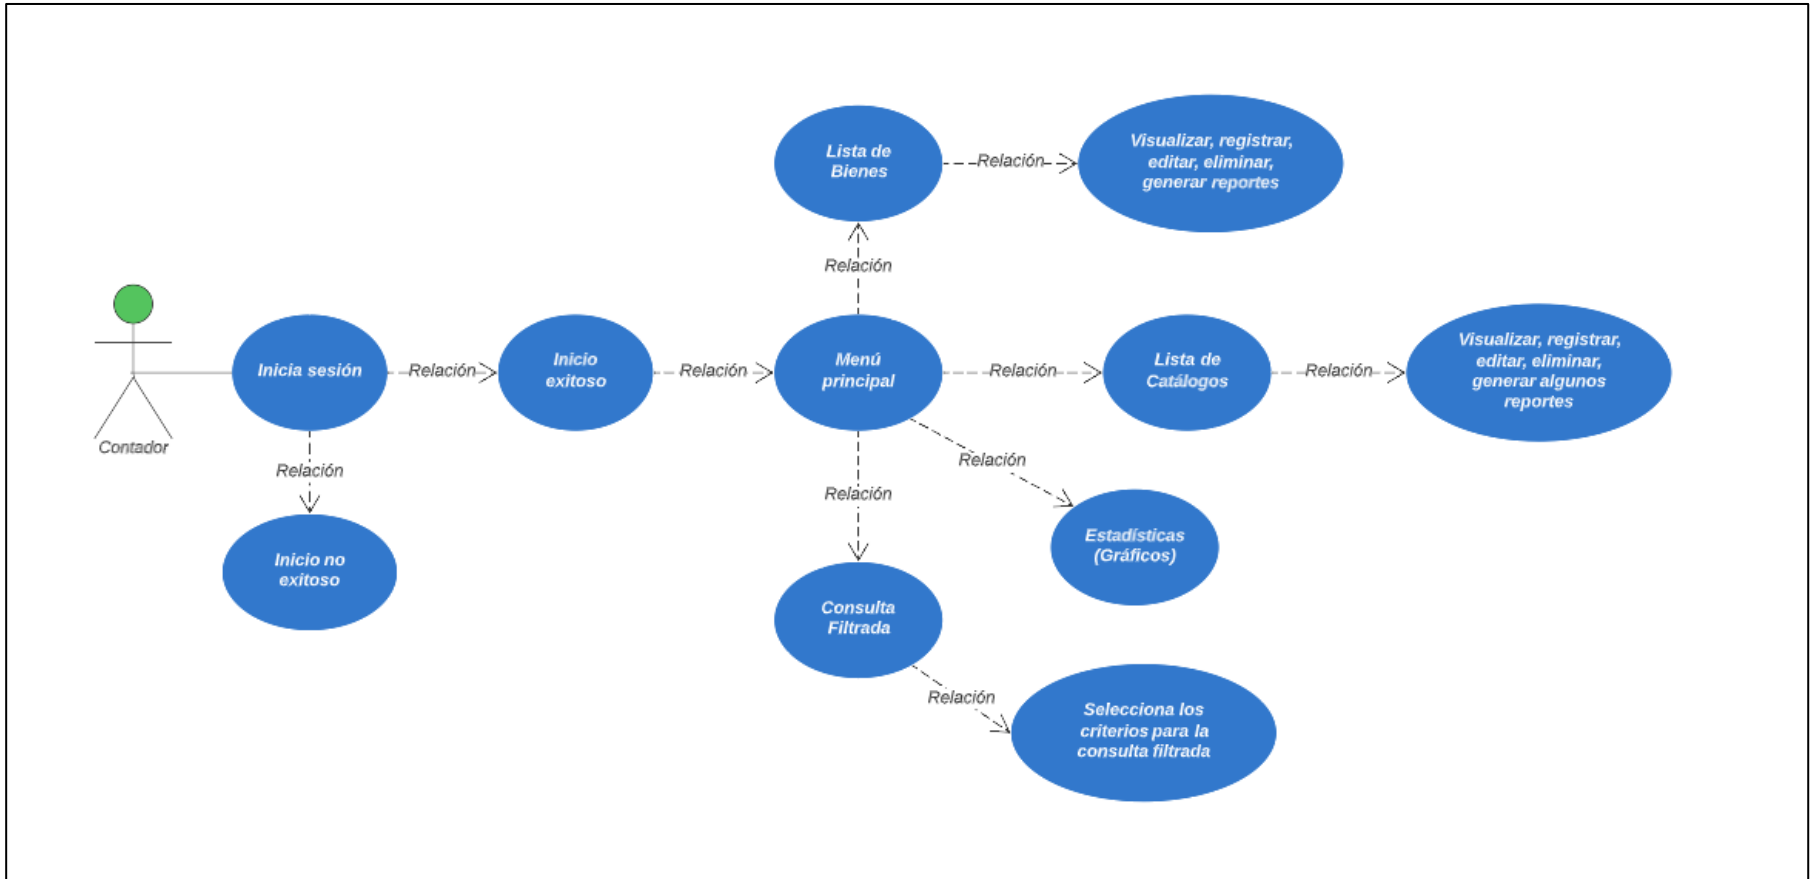 Lista de
Bienes
Relación
Visualizar, registrar,
editar, eliminar,
generar reportes
Relación
Contador
Inicia sesión
Relación
Inicio
exitoso
Relación
Menú
principal
Relación
Lista de
Catálogos
Relación
Visualizar, registrar,
editar, eliminar,
generar algunos
reportes
Relación
Inicio no
exitoso
Relación
Estadísticas
(Gráficos)
Relación
Consulta
Filtrada
Relación
Selecciona los
criterios para la
consulta filtrada